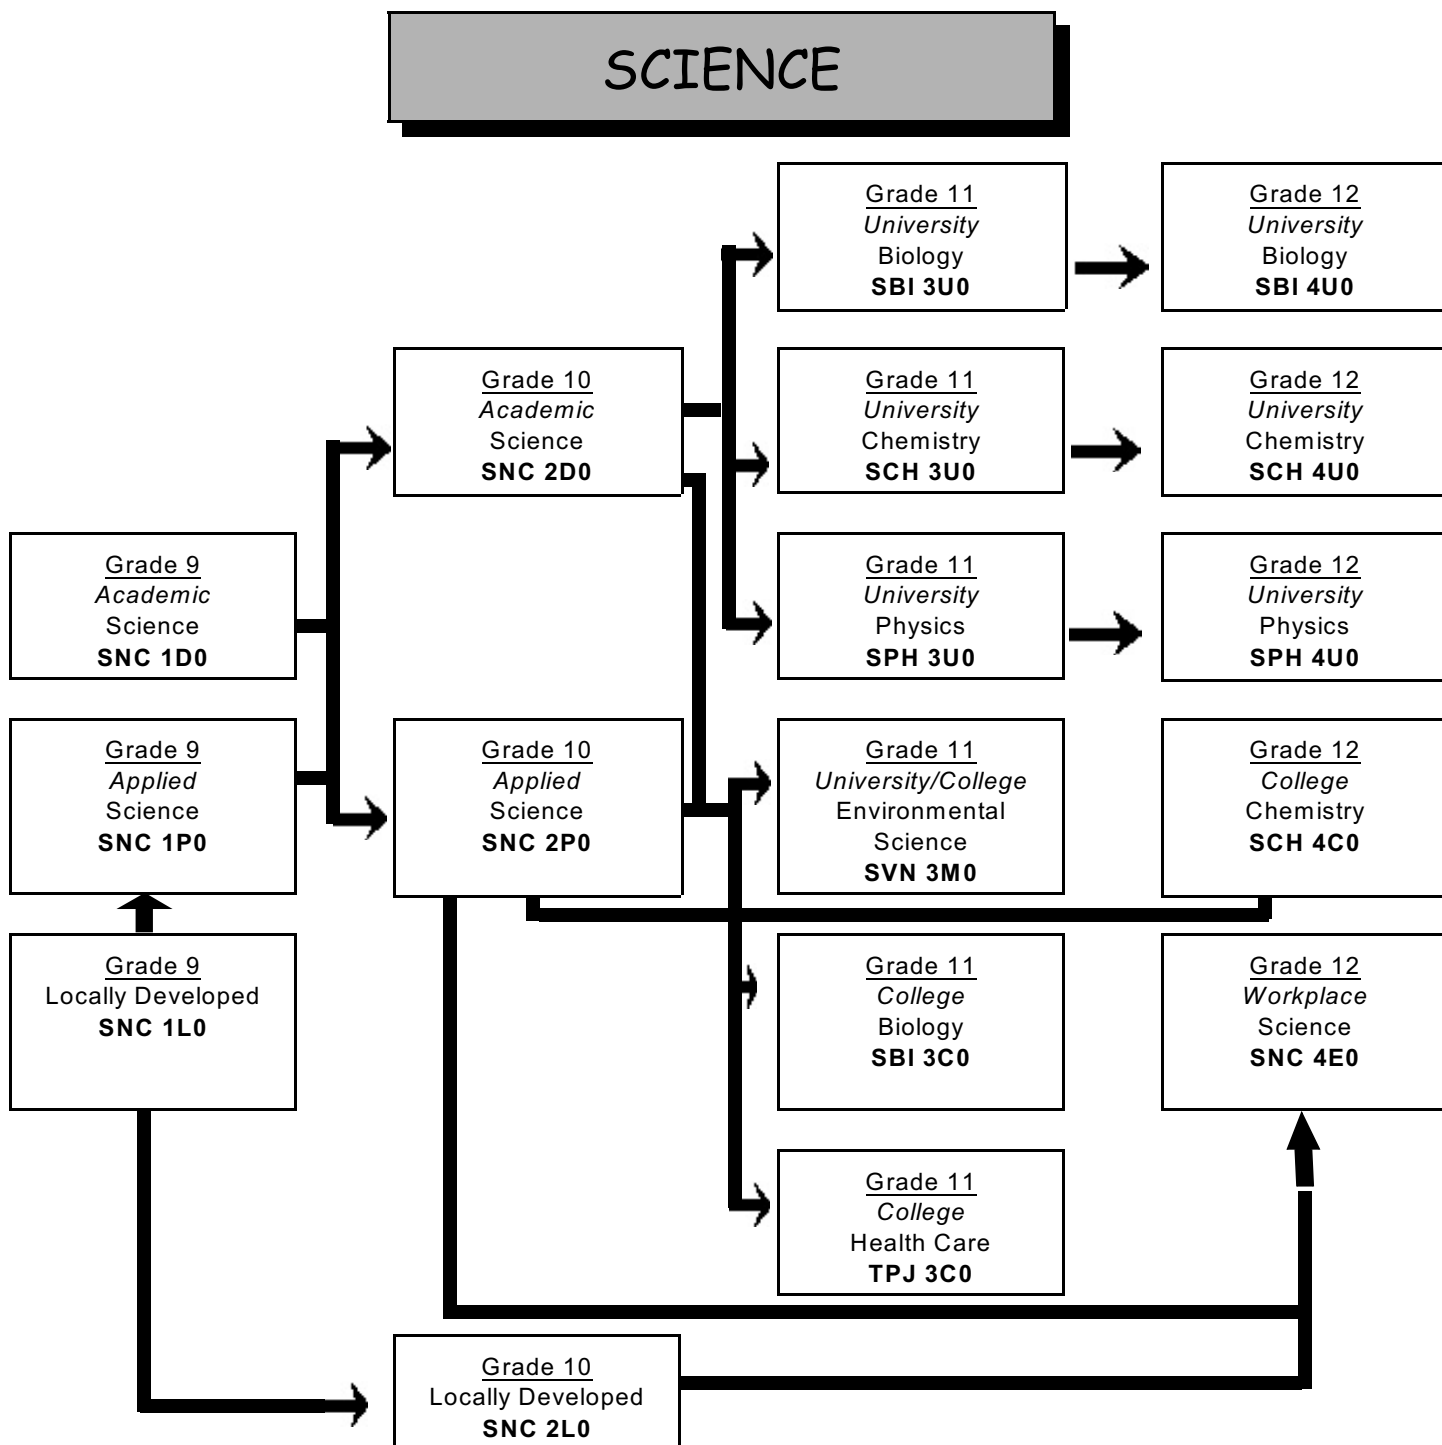 SCIENCE
Grade 11
University
Biology
SBI 3U0
Grade 12
University
Biology
SBI 4U0
Grade 10
Academic
Science
SNC 2D0
Grade 11
University
Chemistry
SCH 3U0
Grade 12
University
Chemistry
SCH 4U0
Grade 9
Academic
Science
SNC 1D0
Grade 11
University
Physics
SPH 3U0
Grade 12
University
Physics
SPH 4U0
Grade 9
Applied
Science
SNC 1P0
Grade 10
Applied
Science
SNC 2P0
Grade 11
University/College
Environmental
Science
SVN 3M0
Grade 12
College
Chemistry
SCH 4C0
Grade 9
Locally Developed
SNC 1L0
Grade 11
College
Biology
SBI 3C0
Grade 12
Workplace
Science
SNC 4E0
Grade 11
College
Health Care
TPJ 3C0
Grade 10
Locally Developed
SNC 2L0